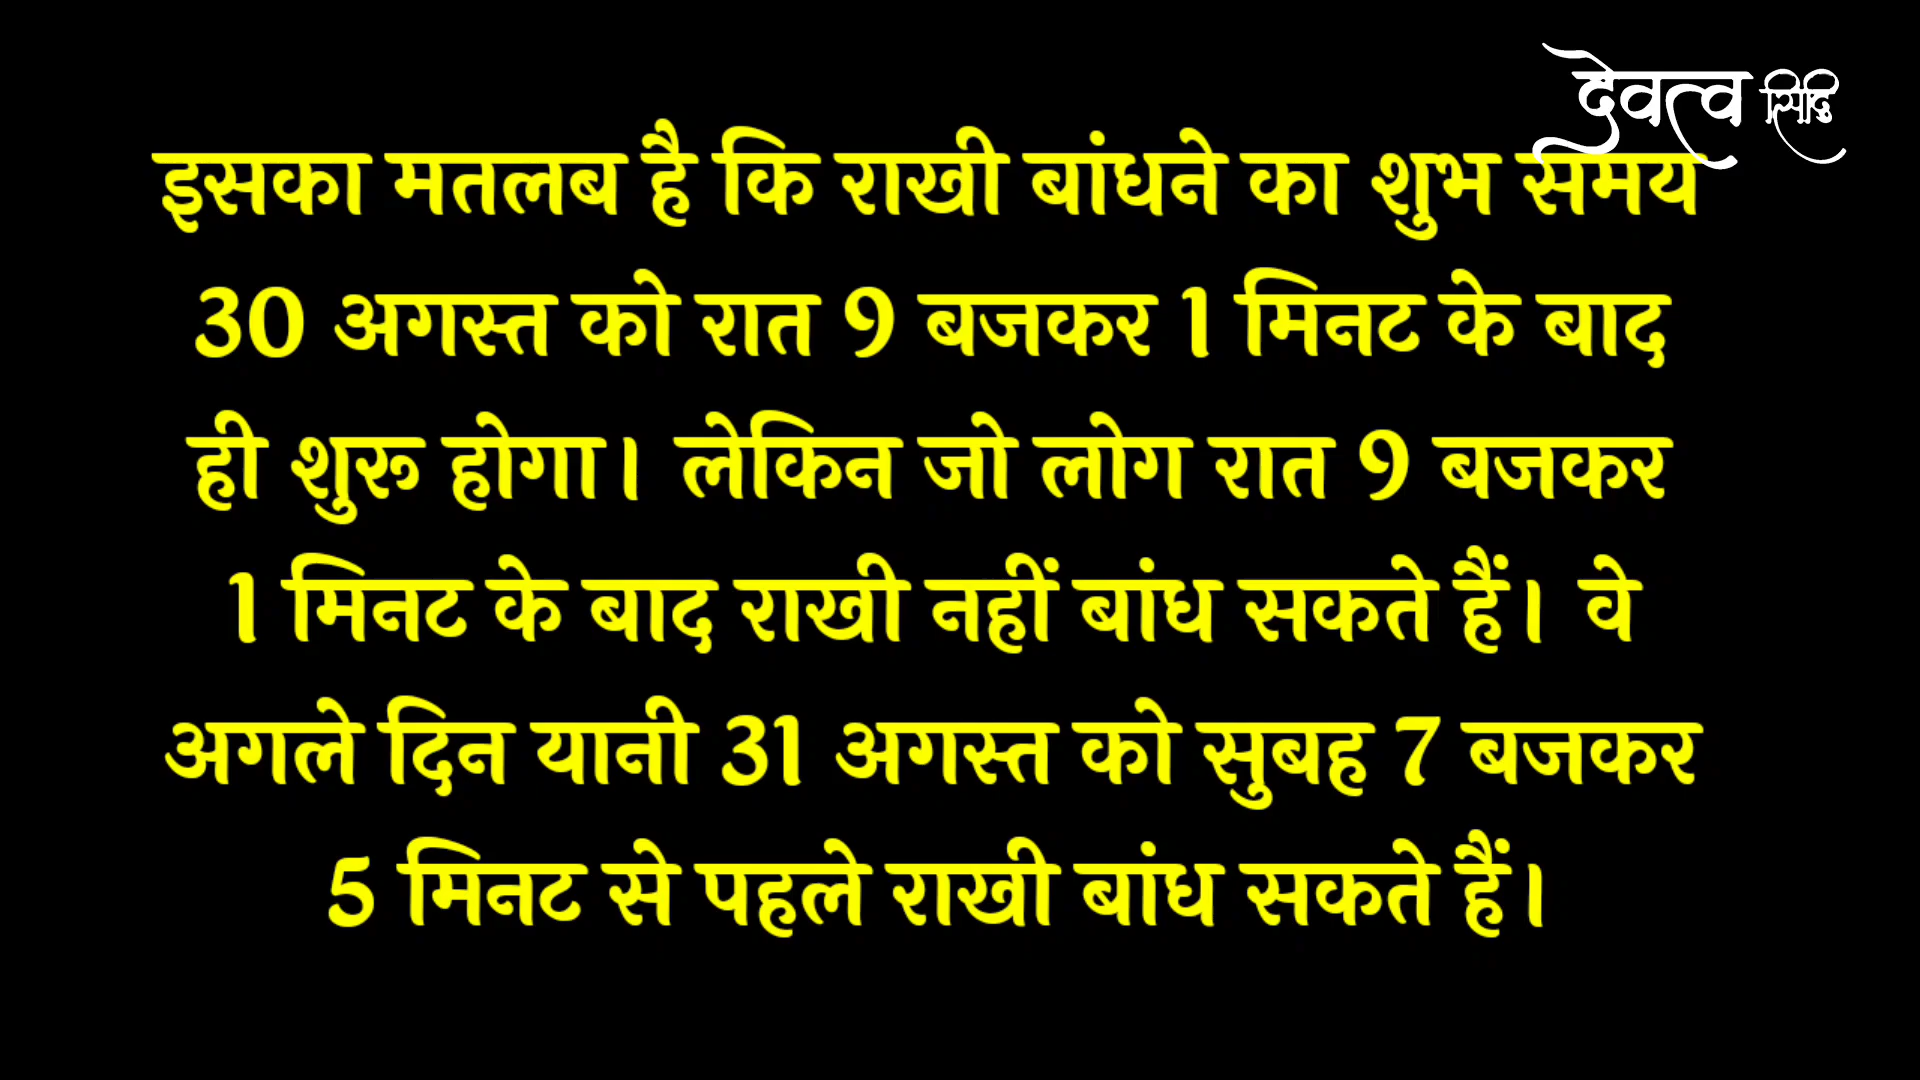 देवत्व सिद्धि
इसका मतलब है कि राखी बांधने का शुभ समय
30 अगस्त को रात 9 बजकर 1 मिनट के बाद
ही शुरू होगा। लेकिन जो लोग रात 9 बजकर
1 मिनट के बाद राखी नहीं बांध सकते हैं। वे
अगले दिन यानी 31 अगस्त को सुबह 7 बजकर
5 मिनट से पहले राखी बांध सकते हैं।